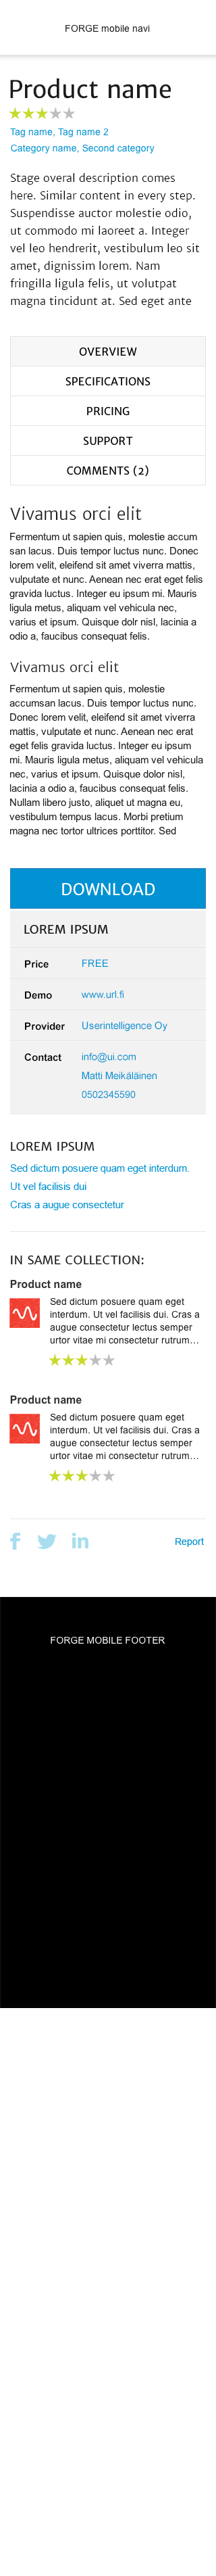 FORGE mobile navi
Product name
Tag name, Tag name 2
Category name, Second category
Stage overal description comes
here. Similar content in every step.
Suspendisse auctor molestie odio,
ut commodo mi laoreet a. Integer
vel leo hendrerit, vestibulum leo sit
amet, dignissim lorem. Nam
fringilla ligula felis, ut volutpat
magna tincidunt at. Sed eget ante
OVERVIEW
SPECIFICATIONS
PRICING
SUPPORT
COMMENTS (2)
Vivamus orci elit
Fermentum ut sapien quis, molestie accum
san lacus. Duis tempor luctus nunc. Donec
lorem velit, eleifend sit amet viverra mattis,
vulputate et nunc. Aenean nec erat eget felis
gravida luctus. Integer eu ipsum mi. Mauris
ligula metus, aliquam vel vehicula nec,
varius et ipsum. Quisque dolr nisl, lacinia a
odio a, faucibus consequat felis.
Vivamus orci elit
Fermentum ut sapien quis, molestie
accumsan lacus. Duis tempor luctus nunc.
Donec lorem velit, eleifend sit amet viverra
mattis, vulputate et nunc. Aenean nec erat
eget felis gravida luctus. Integer eu ipsum
mi. Mauris ligula metus, aliquam vel vehicula
nec, varius et ipsum. Quisque dolor nisl,
lacinia a odio a, faucibus consequat felis.
Nullam libero justo, aliquet ut magna eu,
vestibulum tempus lacus. Morbi pretium
magna nec tortor ultrices porttitor. Sed
DOWNLOAD
LOREM IPSUM
Price FREE
Demo www.url.fi
Provider Userintelligence Oy
Contact info@ui.com
Matti Meikäläinen
0502345590
LOREM IPSUM
Sed dictum posuere quam eget interdum.
Ut vel facilisis dui
Cras a augue consectetur
IN SAME COLLECTION:
Product name
Sed dictum posuere quam eget
interdum. Ut vel facilisis dui. Cras a
augue consectetur lectus semper
urtor vitae mi consectetur rutrum…
Product name
Sed dictum posuere quam eget
interdum. Ut vel facilisis dui. Cras a
augue consectetur lectus semper
urtor vitae mi consectetur rutrum…
Report
FORGE MOBILE FOOTER